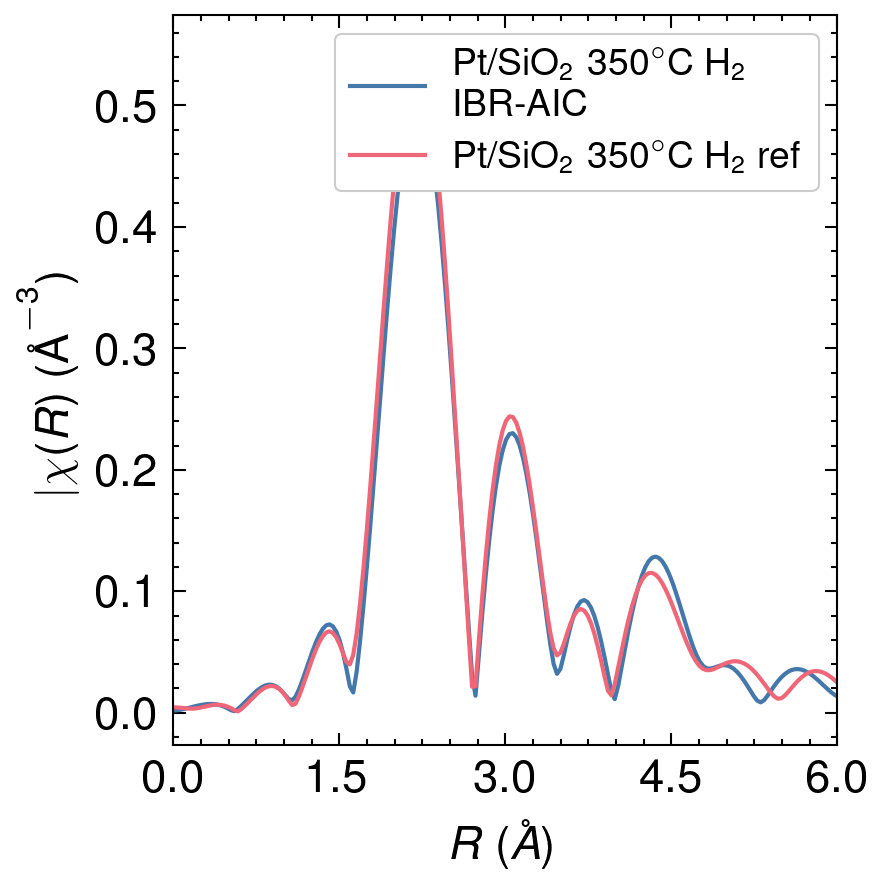 Pt/SiO₂ 350°C H₂
IBR-AIC
Pt/SiO₂ 350°C H₂ ref
|χ(R) (Å⁻³)
0.5
0.4
0.3
0.2
0.1
0.0
0.0 1.5 3.0 4.5 6.0
R (Å)